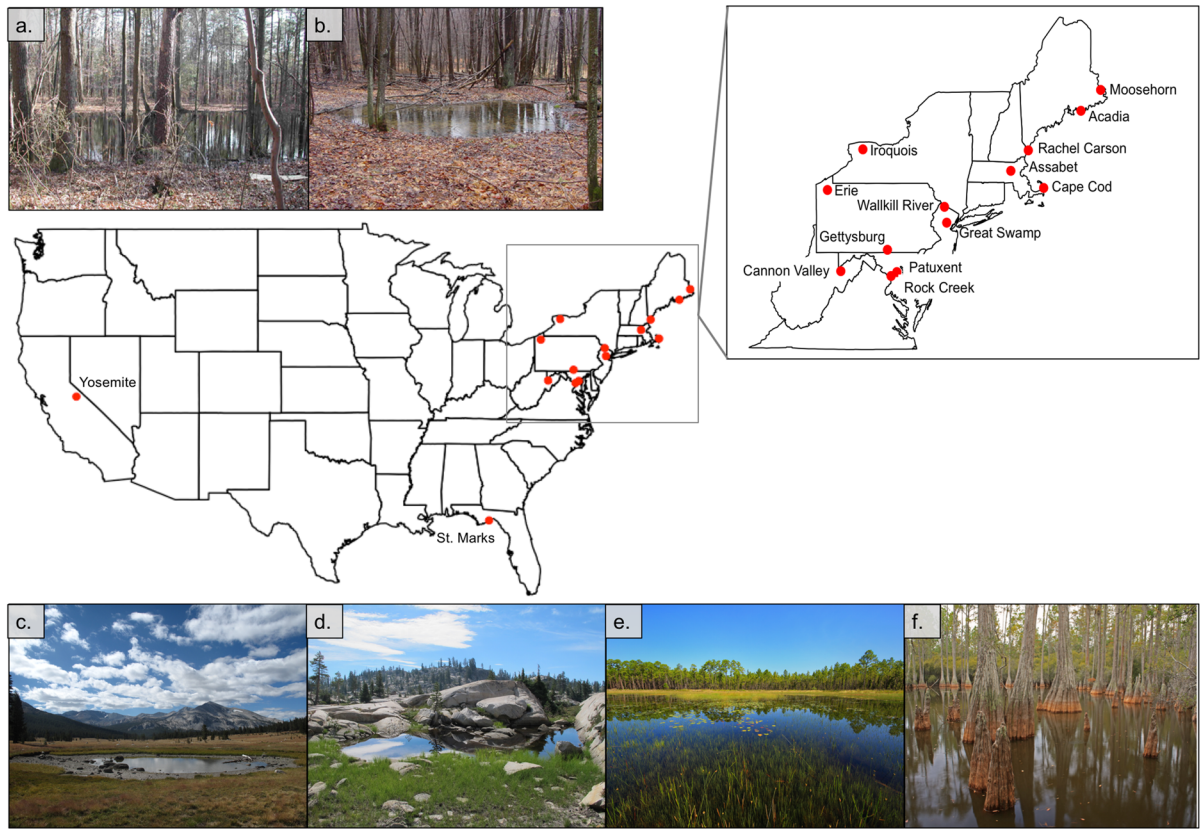 a.
b.
Moosehorn
Acadia
Rachel Carson
Iroquois
Assabet
Cape Cod
Erie
Wallkill River
Great Swamp
Gettysburg
Cannon Valley
Patuxent
Rock Creek
Yosemite
St. Marks
c.
d.
e.
f.